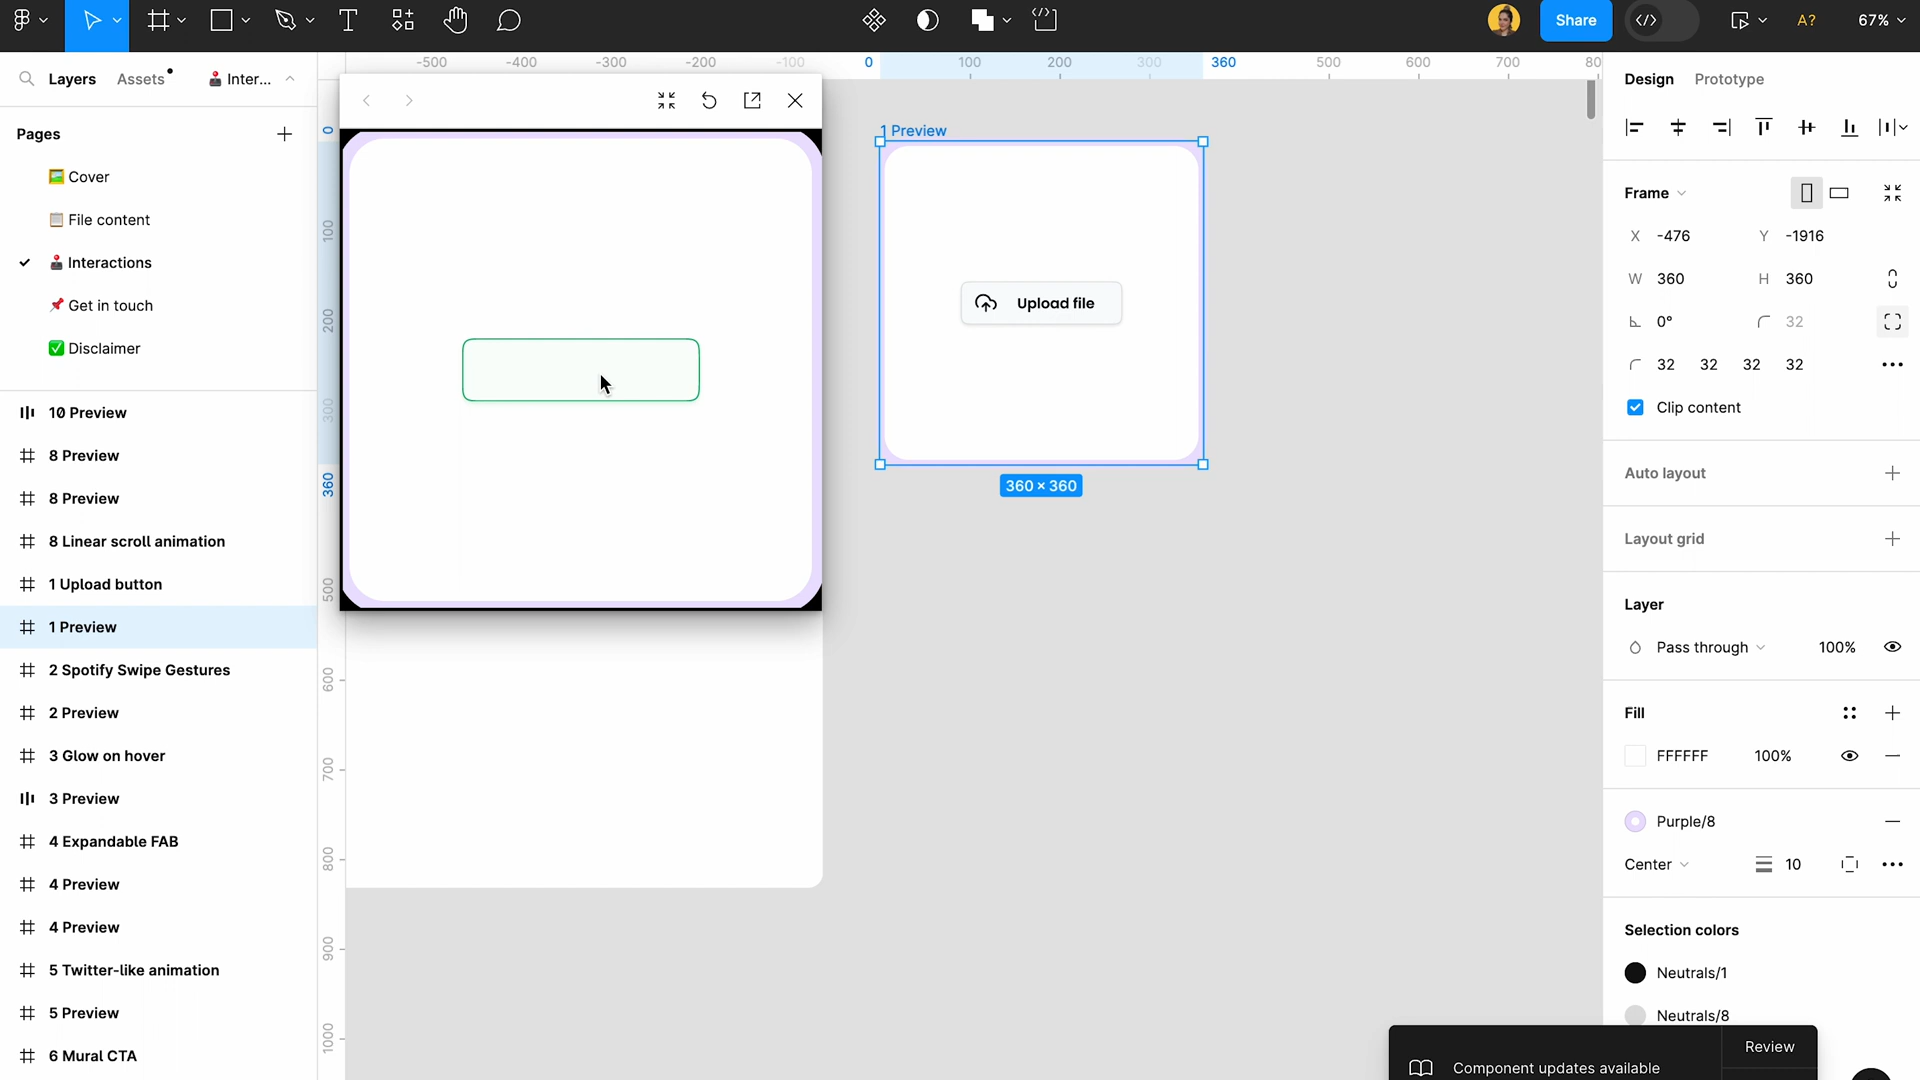 Share
A?
67%
Layers
Assets
Inter...
Pages
Cover
File content
Interactions
Get in touch
Disclaimer
10 Preview
8 Preview
8 Preview
8 Linear scroll animation
1 Upload button
1 Preview
2 Spotify Swipe Gestures
2 Preview
3 Glow on hover
3 Preview
4 Expandable FAB
4 Preview
4 Preview
5 Twitter-like animation
5 Preview
6 Mural CTA
-500
-400
-300
-200
-100
0
100
200
300
360
500
600
700
80
0
100
200
300
360
500
600
700
800
900
1000
1 Preview
Upload file
360 × 360
Design
Prototype
Frame
X -476
Y -1916
W 360
H 360
0°
32
32 32 32 32
Clip content
Auto layout
Layout grid
Layer
Pass through
100%
Fill
FFFFFF
100%
Purple/8
Center
10
Selection colors
Neutrals/1
Neutrals/8
Component updates available
Review